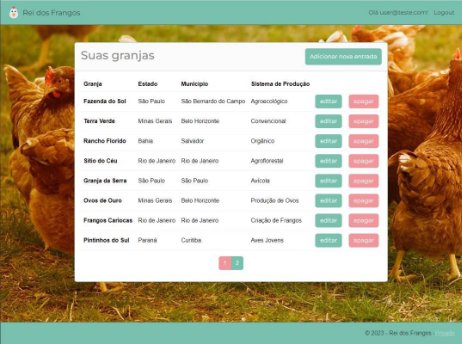 Rei dos Frangos
Olá user@teste.com! Logout
Suas granjas
Adicionar nova entrada
Granja Estado Município Sistema de Produção
Fazenda do Sol São Paulo São Bernardo do Campo Agroecológico editar apagar
Terra Verde Minas Gerais Belo Horizonte Convencional editar apagar
Rancho Florido Bahia Salvador Orgânico editar apagar
Sítio do Céu Rio de Janeiro Rio de Janeiro Agroflorestal editar apagar
Granja da Serra São Paulo São Paulo Avícola editar apagar
Ovos de Ouro Minas Gerais Belo Horizonte Produção de Ovos editar apagar
Frangos Cariocas Rio de Janeiro Rio de Janeiro Criação de Frangos editar apagar
Pintinhos do Sul Paraná Curitiba Aves Jovens editar apagar
1 2
© 2023 - Rei dos Frangos